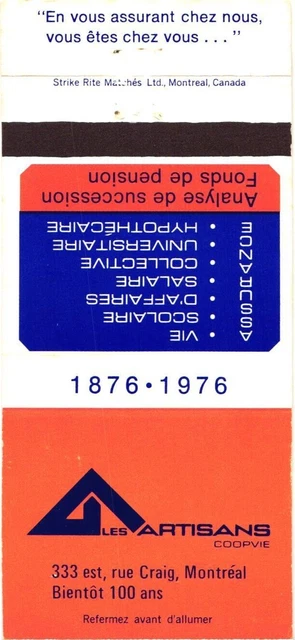 "En vous assurant chez nous,
vous êtes chez vous . . . "
Strike Rite Matchés Ltd., Montreal, Canada
ASSURANCE
• VIE
• SCOLAIRE
• D'AFFAIRES
• SALAIRE
• COLLECTIVE
• UNIVERSITAIRE
• HYPOTHÉCAIRE
Analyse de succession
Fonds de pension
1876 • 1976
LES ARTISANS
COOPVIE
333 est, rue Craig, Montréal
Bientôt 100 ans
Refermez avant d'allumer